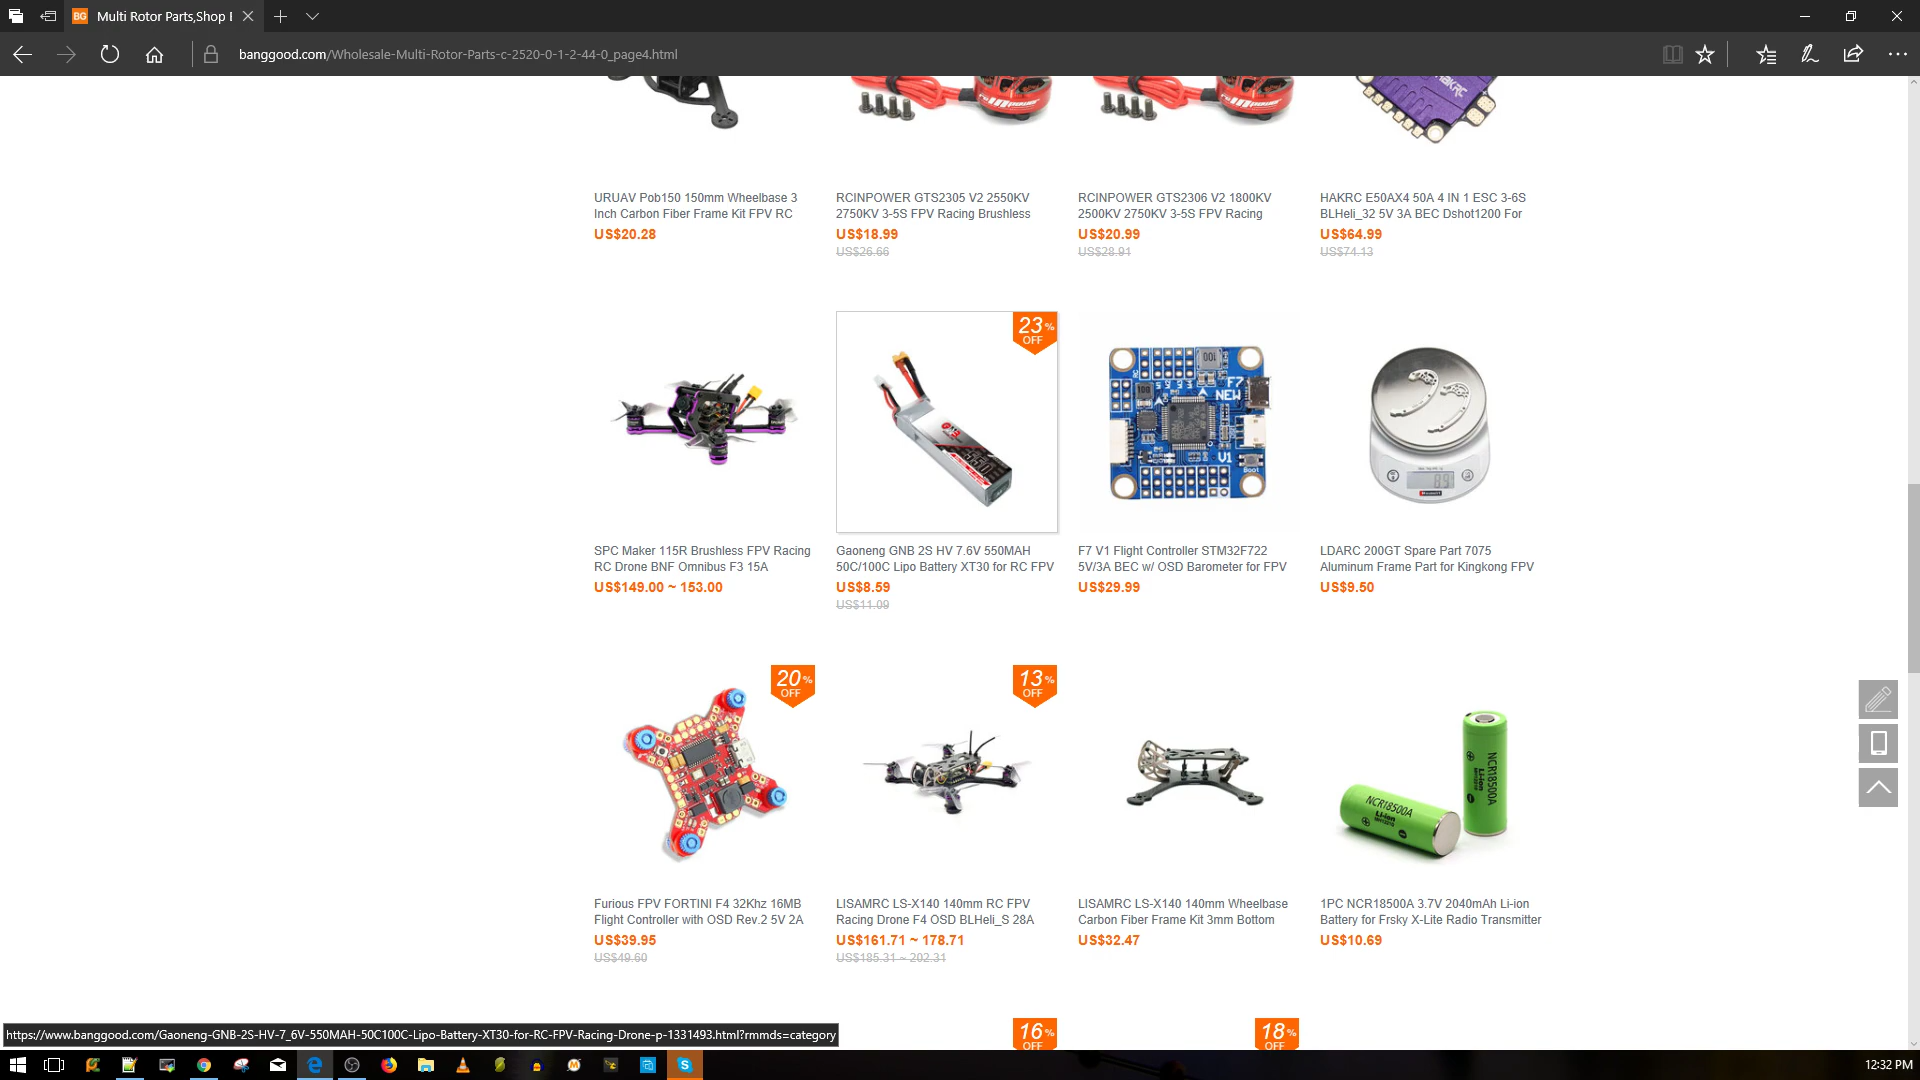 Multi Rotor Parts,Shop
banggood.com/Wholesale-Multi-Rotor-Parts-c-2520-0-1-2-44-0_page4.html
HAKRC
URUAV Pob150 150mm Wheelbase 3
Inch Carbon Fiber Frame Kit FPV RC
US$20.28
RCINPOWER GTS2305 V2 2550KV
2750KV 3-5S FPV Racing Brushless
US$18.99
US$26.66
RCINPOWER GTS2306 V2 1800KV
2500KV 2750KV 3-5S FPV Racing
US$20.99
US$28.91
HAKRC E50AX4 50A 4 IN 1 ESC 3-6S
BLHeli_32 5V 3A BEC Dshot1200 For
US$64.99
US$74.13
23%
OFF
550
100
F7
NEW
V1
Boot
SPC Maker 115R Brushless FPV Racing
RC Drone BNF Omnibus F3 15A
US$149.00 ~ 153.00
Gaoneng GNB 2S HV 7.6V 550MAH
50C/100C Lipo Battery XT30 for RC FPV
US$8.59
US$11.09
F7 V1 Flight Controller STM32F722
5V/3A BEC w/ OSD Barometer for FPV
US$29.99
LDARC 200GT Spare Part 7075
Aluminum Frame Part for Kingkong FPV
US$9.50
20%
OFF
13%
OFF
NCR18500A
Li-ion
NCR18500A
Li-ion
Furious FPV FORTINI F4 32Khz 16MB
Flight Controller with OSD Rev.2 5V 2A
US$39.95
US$49.60
LISAMRC LS-X140 140mm RC FPV
Racing Drone F4 OSD BLHeli_S 28A
US$161.71 ~ 178.71
US$185.31 ~ 202.31
LISAMRC LS-X140 140mm Wheelbase
Carbon Fiber Frame Kit 3mm Bottom
US$32.47
1PC NCR18500A 3.7V 2040mAh Li-ion
Battery for Frsky X-Lite Radio Transmitter
US$10.69
16%
OFF
18%
OFF
https://www.banggood.com/Gaoneng-GNB-2S-HV-7_6V-550MAH-50C100C-Lipo-Battery-XT30-for-RC-FPV-Racing-Drone-p-1331493.html?rmmds=category
12:32 PM